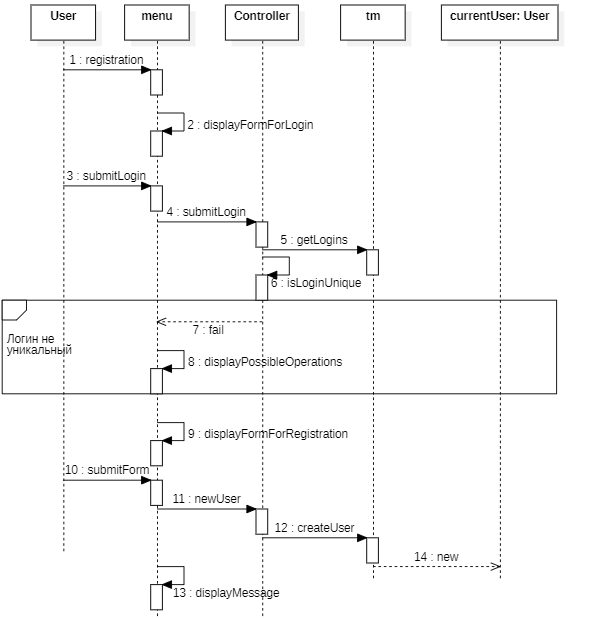 User
menu
Controller
tm
currentUser: User
1 : registration
2 : displayFormForLogin
3 : submitLogin
4 : submitLogin
5 : getLogins
6 : isLoginUnique
7 : fail
Логин не
уникальный
8 : displayPossibleOperations
9 : displayFormForRegistration
10 : submitForm
11 : newUser
12 : createUser
14 : new
13 : displayMessage